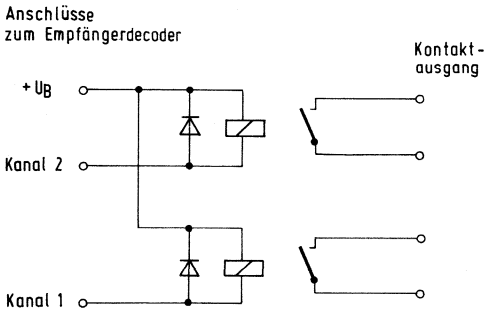 Anschlüsse
zum Empfängerdecoder
Kontakt-
ausgang
+ UB
Kanal 2
Kanal 1